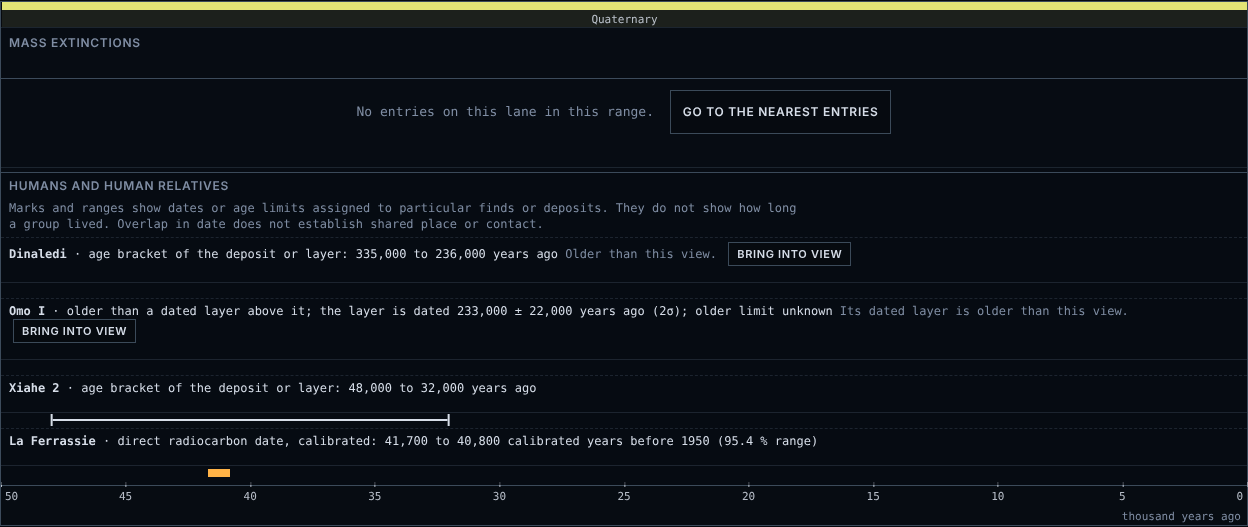 Quaternary
MASS EXTINCTIONS
No entries on this lane in this range. GO TO THE NEAREST ENTRIES
HUMANS AND HUMAN RELATIVES
Marks and ranges show dates or age limits assigned to particular finds or deposits. They do not show how long
a group lived. Overlap in date does not establish shared place or contact.
Dinaledi · age bracket of the deposit or layer: 335,000 to 236,000 years ago Older than this view. BRING INTO VIEW
Omo I · older than a dated layer above it; the layer is dated 233,000 ± 22,000 years ago (2σ); older limit unknown Its dated layer is older than this view.
BRING INTO VIEW
Xiahe 2 · age bracket of the deposit or layer: 48,000 to 32,000 years ago
La Ferrassie · direct radiocarbon date, calibrated: 41,700 to 40,800 calibrated years before 1950 (95.4 % range)
50 45 40 35 30 25 20 15 10 5 0
thousand years ago